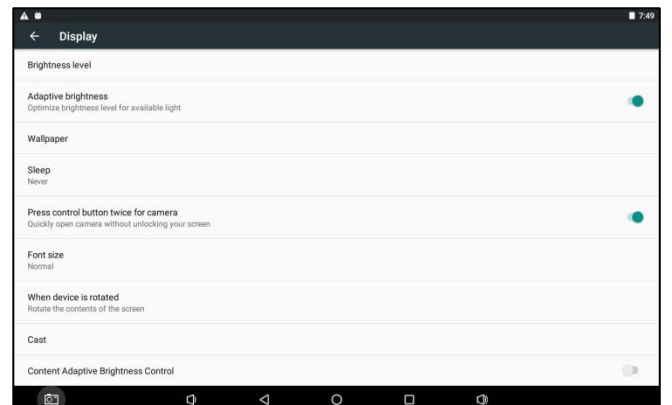 7:49
Display
Brightness level
Adaptive brightness
Optimize brightness level for available light
Wallpaper
Sleep
Never
Press control button twice for camera
Quickly open camera without unlocking your screen
Font size
Normal
When device is rotated
Rotate the contents of the screen
Cast
Content Adaptive Brightness Control